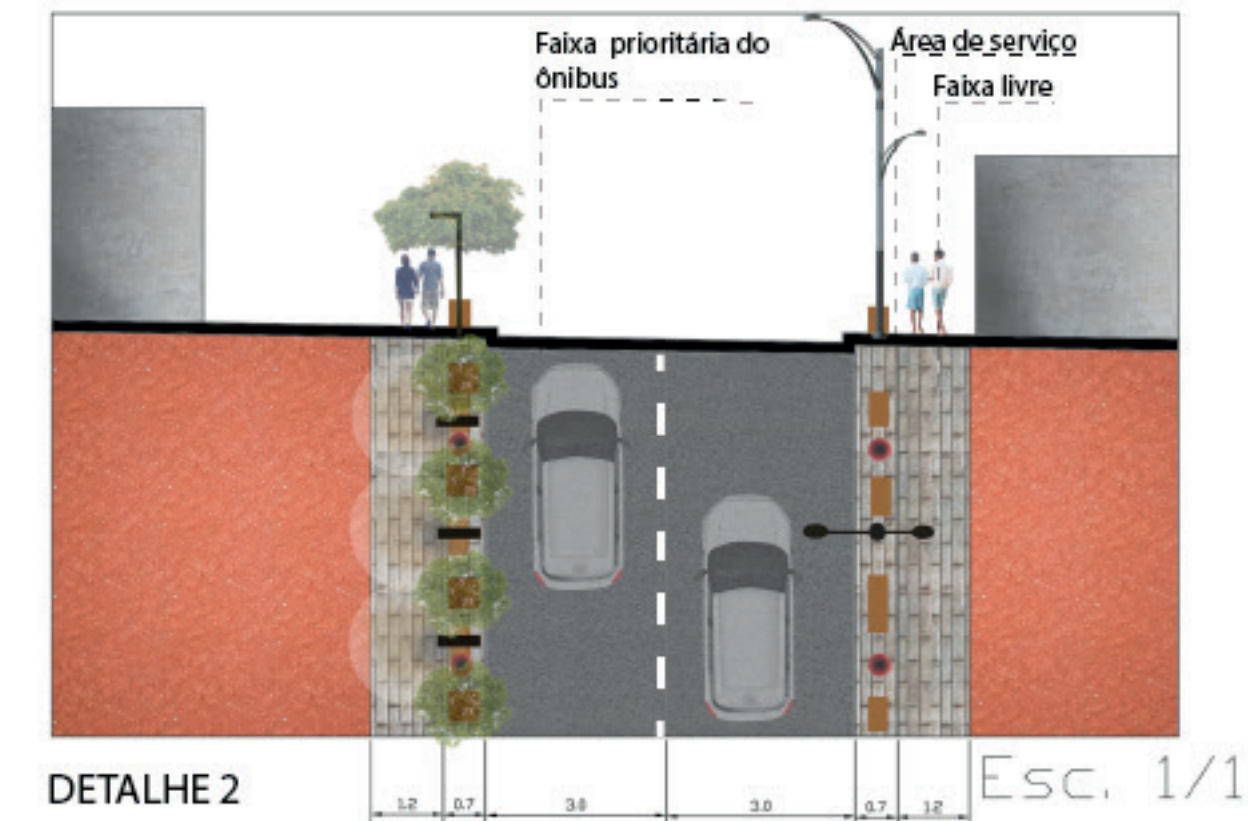 Faixa prioritária do
ônibus
Área de serviço
Faixa livre
DETALHE 2
1.2 0.7 3.0 3.0 0.7 1.2
Esc. 1/1